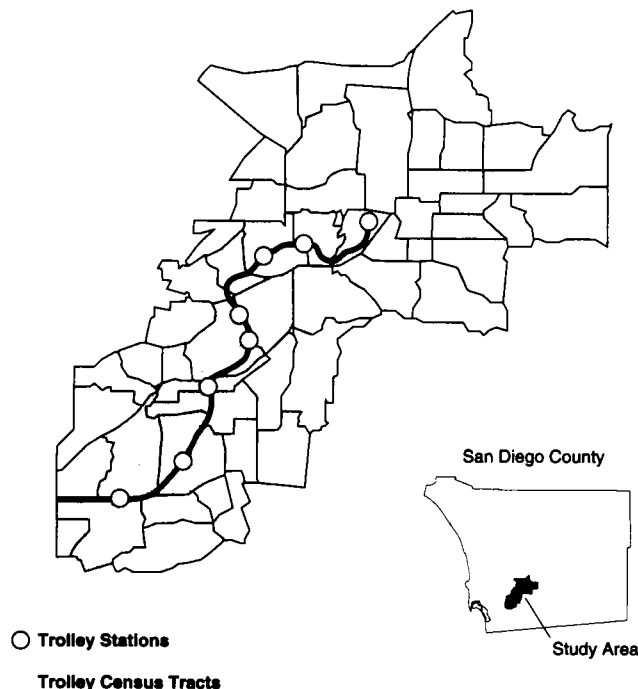 San Diego County
Study Area
Trolley Stations
Trolley Census Tracts